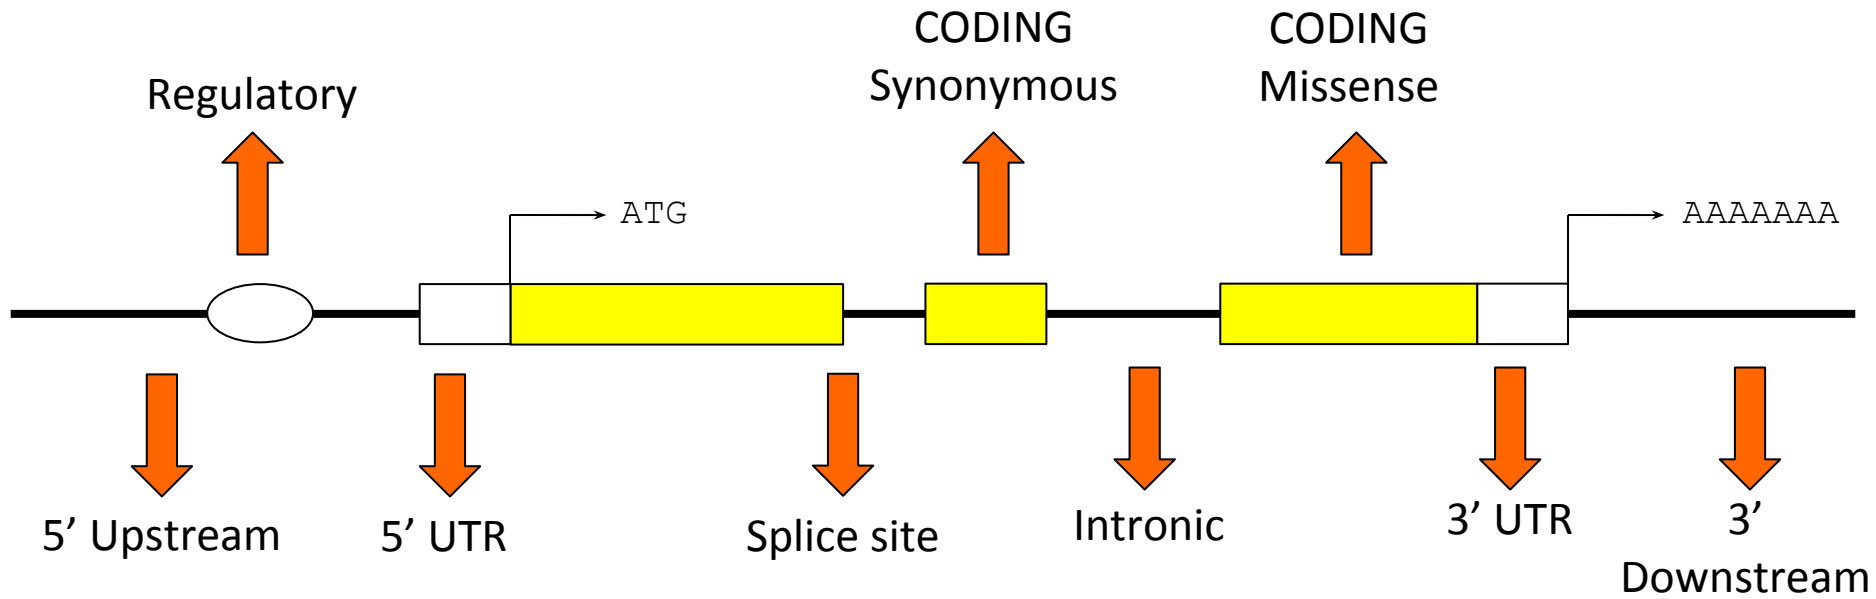 CODING
Synonymous
CODING
Missense
Regulatory
ATG
AAAAAAA
5’ Upstream
5’ UTR
Splice site
Intronic
3’ UTR
3’
Downstream